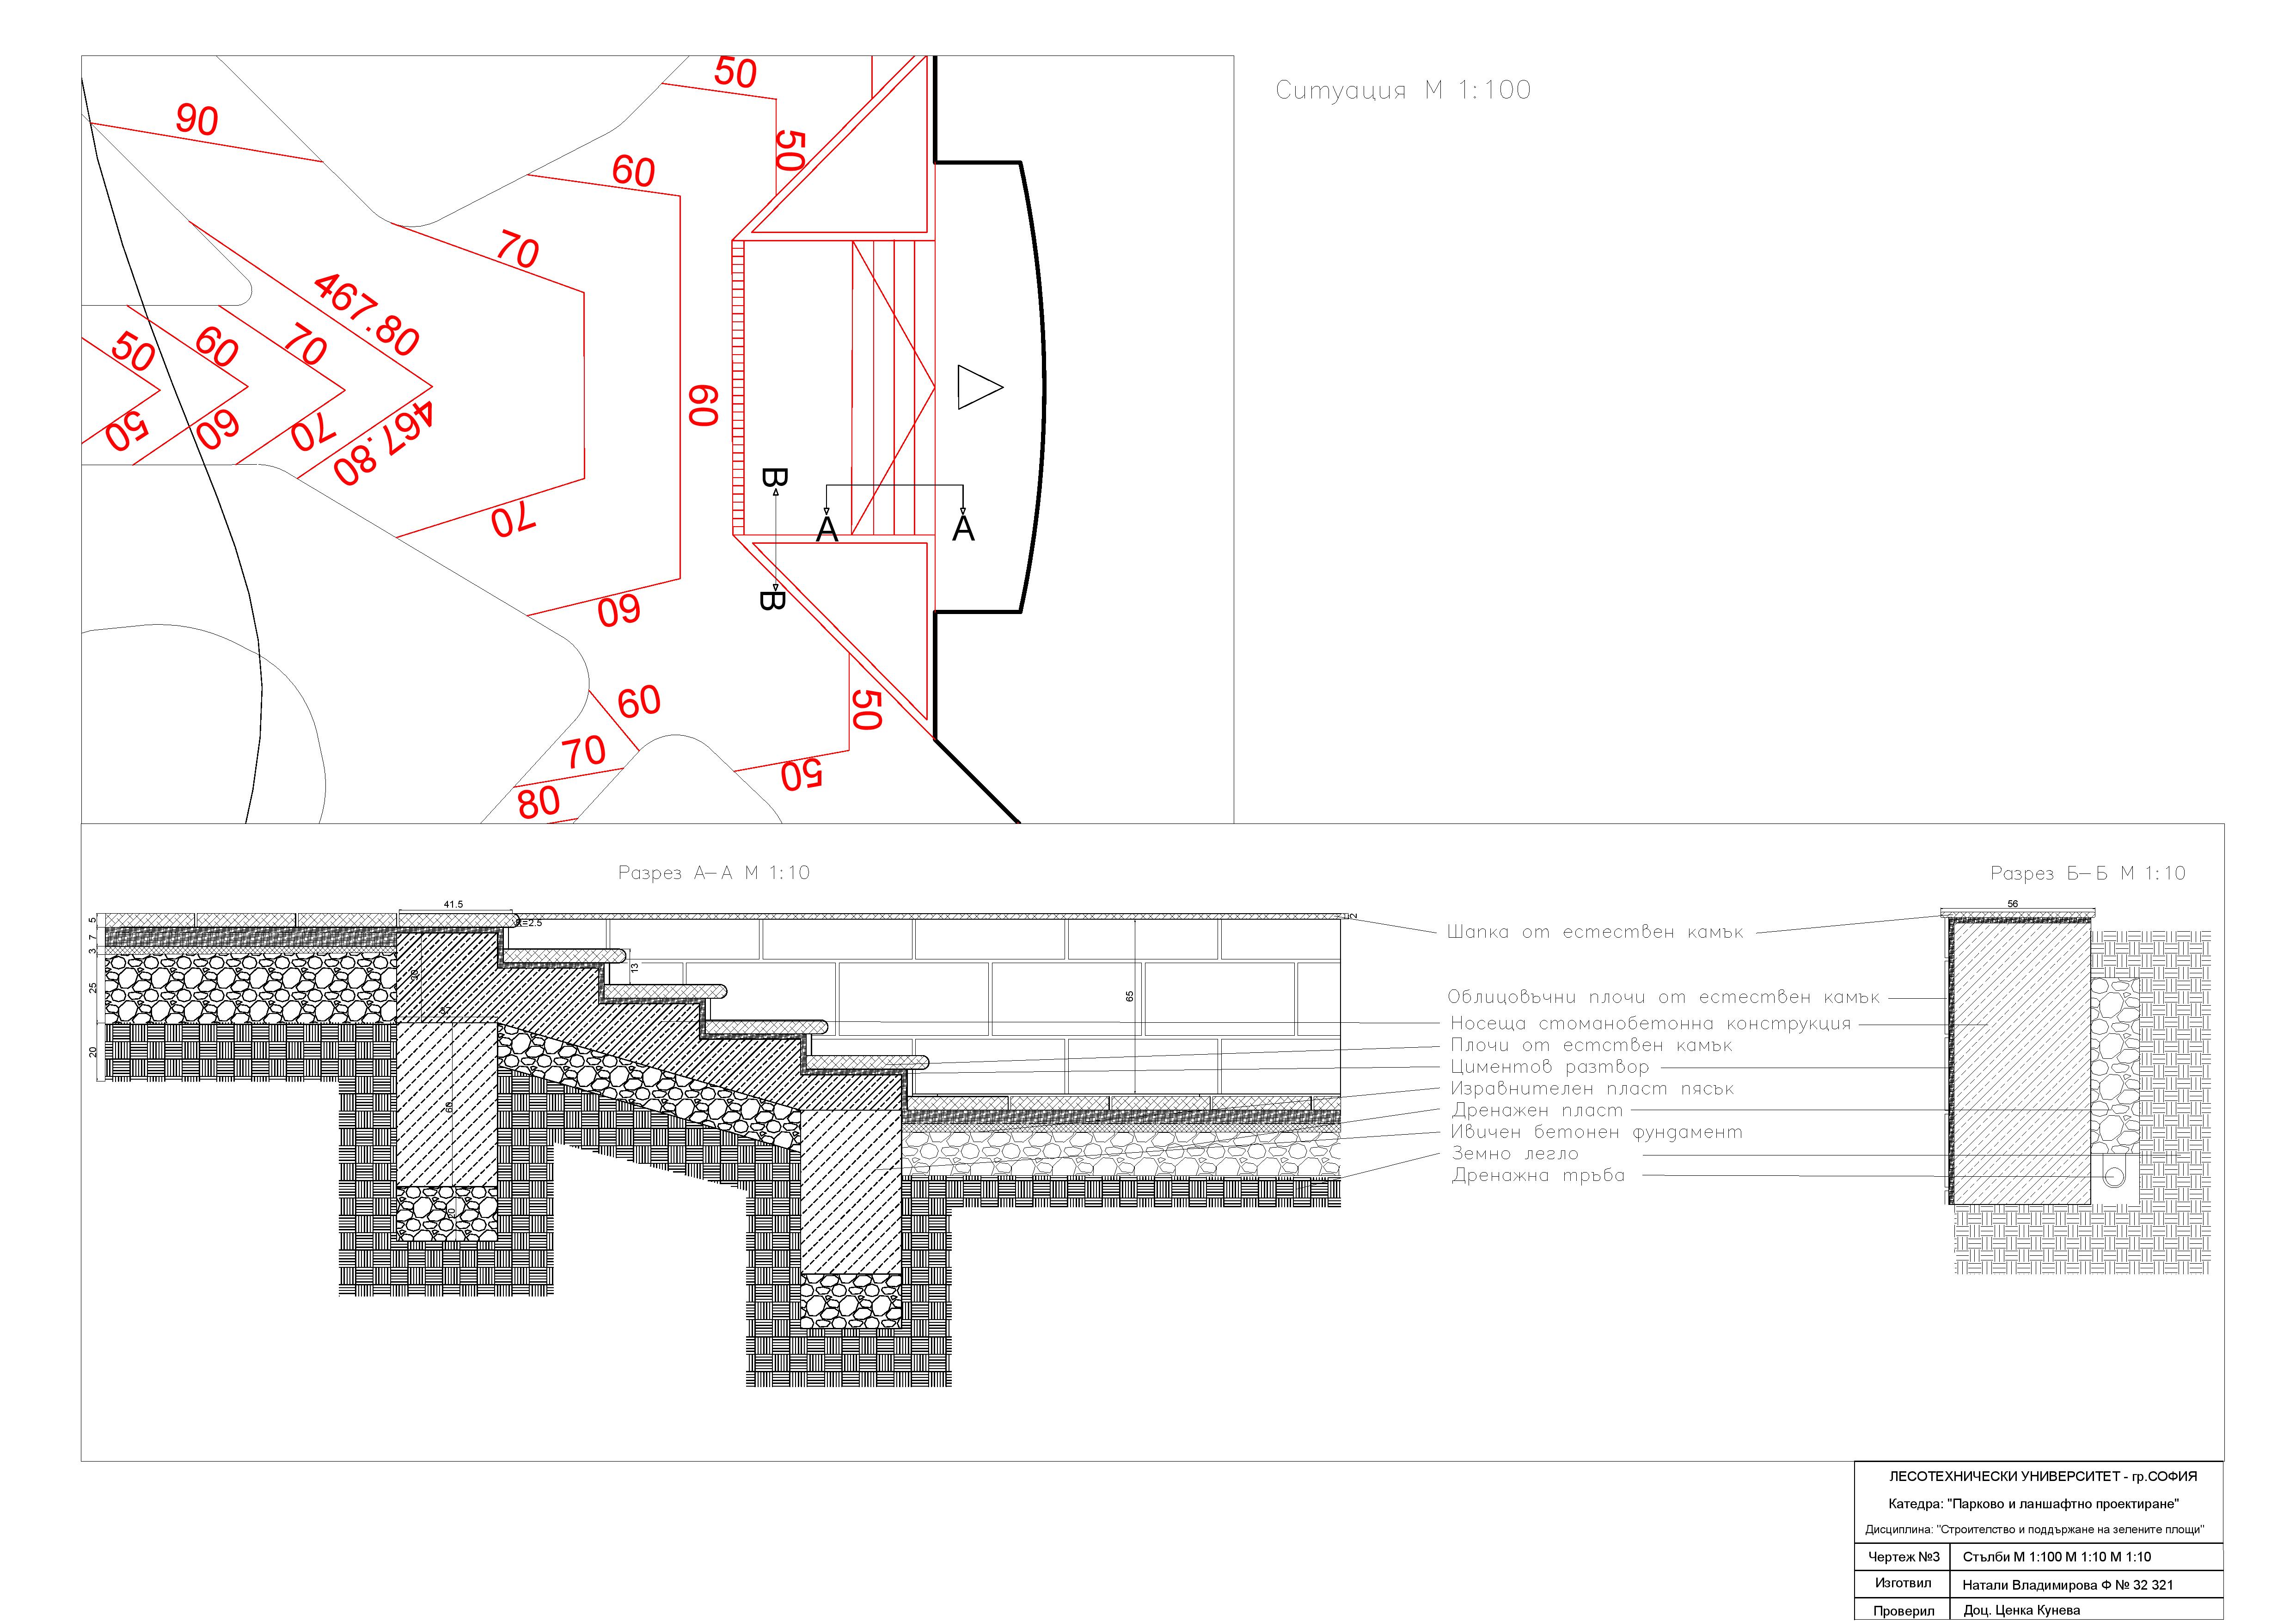 Ситуация М 1:100
50
90
50
60
70
467.80
50
60
70
60
50
60
70
467.80
70
В
А
А
В
60
60
50
70
50
80
Разрез А-А М 1:10
Разрез Б-Б М 1:10
41.5
R=2.5
5
7
3
25
20
13
65
2
56
60
20
Шапка от естествен камък
Облицовъчни плочи от естествен камък
Носеща стоманобетонна конструкция
Плочи от естствен камък
Циментов разтвор
Изравнителен пласт пясък
Дренажен пласт
Ивичен бетонен фундамент
Земно легло
Дренажна тръба
ЛЕСОТЕХНИЧЕСКИ УНИВЕРСИТЕТ - гр.СОФИЯ
Катедра: "Парково и ланшафтно проектиране"
Дисциплина: "Строителство и поддържане на зелените площи"
Чертеж №3 Стълби М 1:100 М 1:10 М 1:10
Изготвил Натали Владимирова Ф № 32 321
Проверил Доц. Ценка Кунева